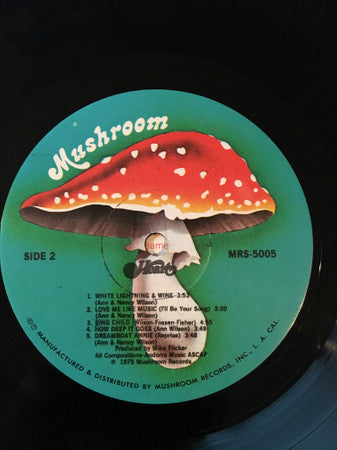 Mushroom
SIDE 2
MRS-5005
Heart
1. WHITE LIGHTNING & WINE 3:53
(Ann & Nancy Wilson)
2. LOVE ME LIKE MUSIC (I'll Be Your Song) 3:20
(Ann & Nancy Wilson)
3. SING CHILD (Wilson-Fossen-Fisher) 4:55
4. HOW DEEP IT GOES (Ann Wilson) 3:49
5. DREAMBOAT ANNIE (Reprise) 3:48
(Ann & Nancy Wilson)
Produced by Mike Flicker
All Compositions-Andorra Music ASCAP
℗ 1975 Mushroom Records
©℗ MANUFACTURED & DISTRIBUTED BY MUSHROOM RECORDS, INC., L. A. CAL.